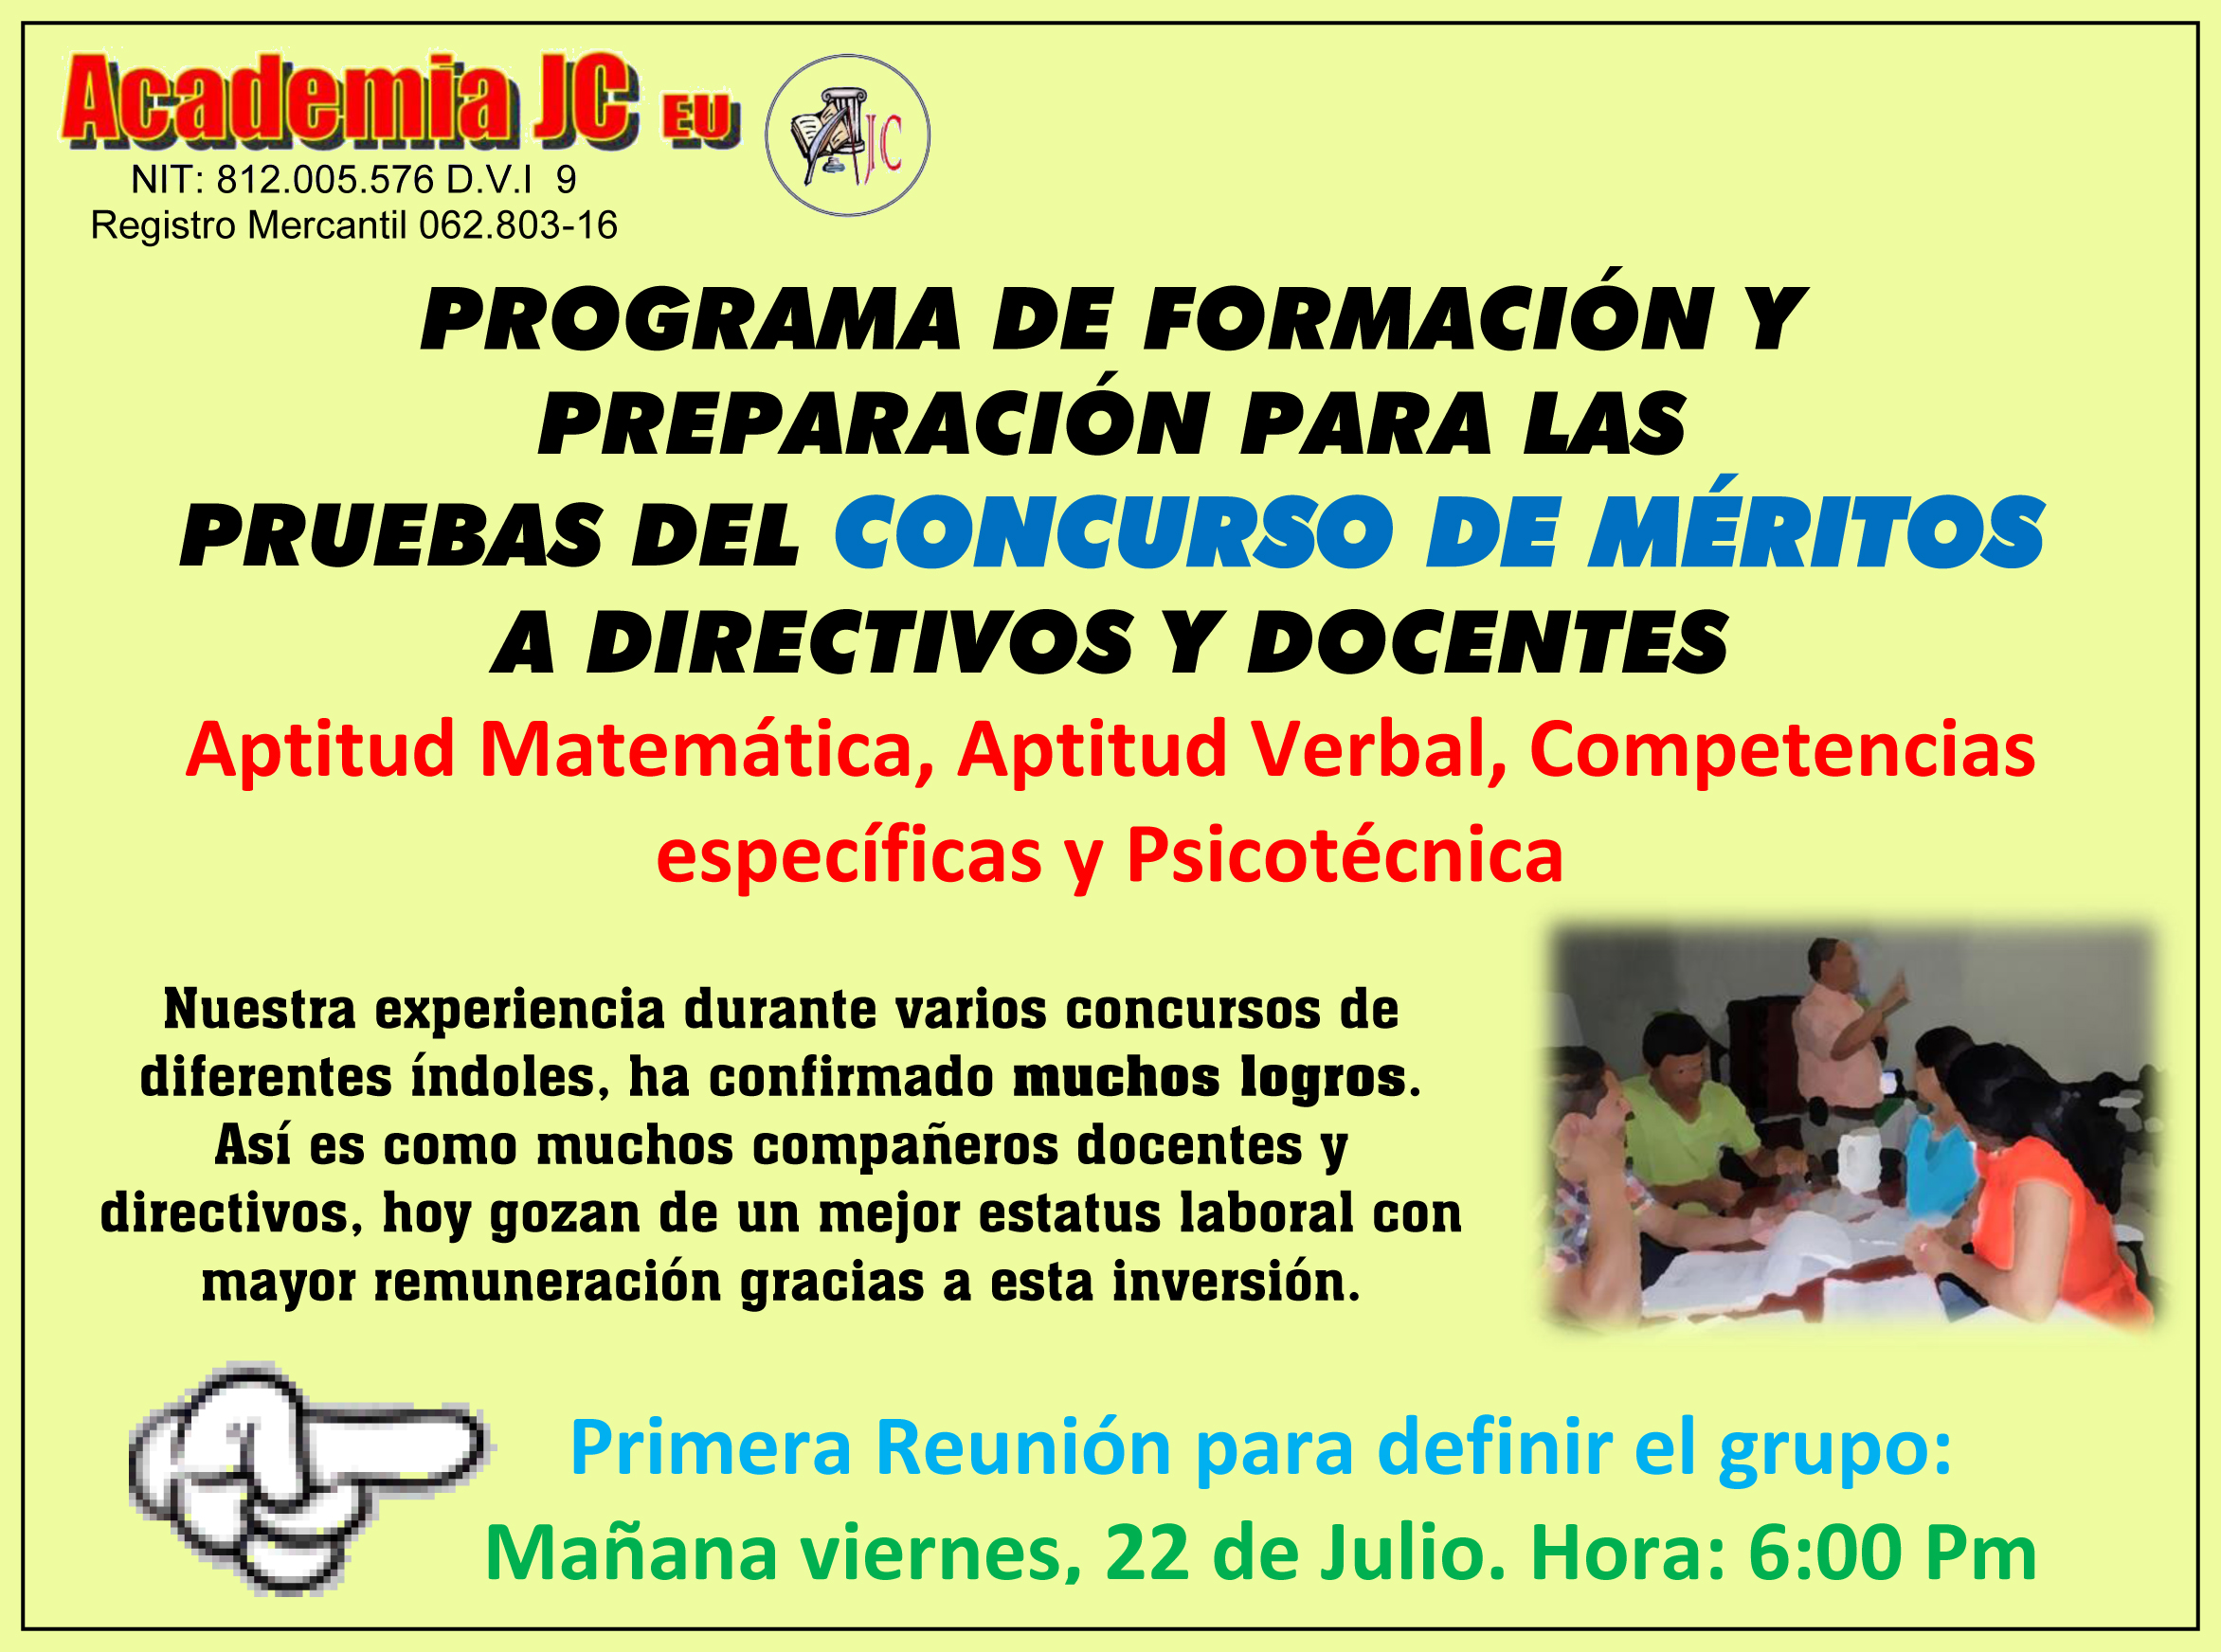 Academia JC EU
NIT: 812.005.576 D.V.I 9
Registro Mercantil 062.803-16
JC
PROGRAMA DE FORMACIÓN Y
PREPARACIÓN PARA LAS
PRUEBAS DEL CONCURSO DE MÉRITOS
A DIRECTIVOS Y DOCENTES
Aptitud Matemática, Aptitud Verbal, Competencias
específicas y Psicotécnica
Nuestra experiencia durante varios concursos de
diferentes índoles, ha confirmado muchos logros.
Así es como muchos compañeros docentes y
directivos, hoy gozan de un mejor estatus laboral con
mayor remuneración gracias a esta inversión.
Primera Reunión para definir el grupo:
Mañana viernes, 22 de Julio. Hora: 6:00 Pm